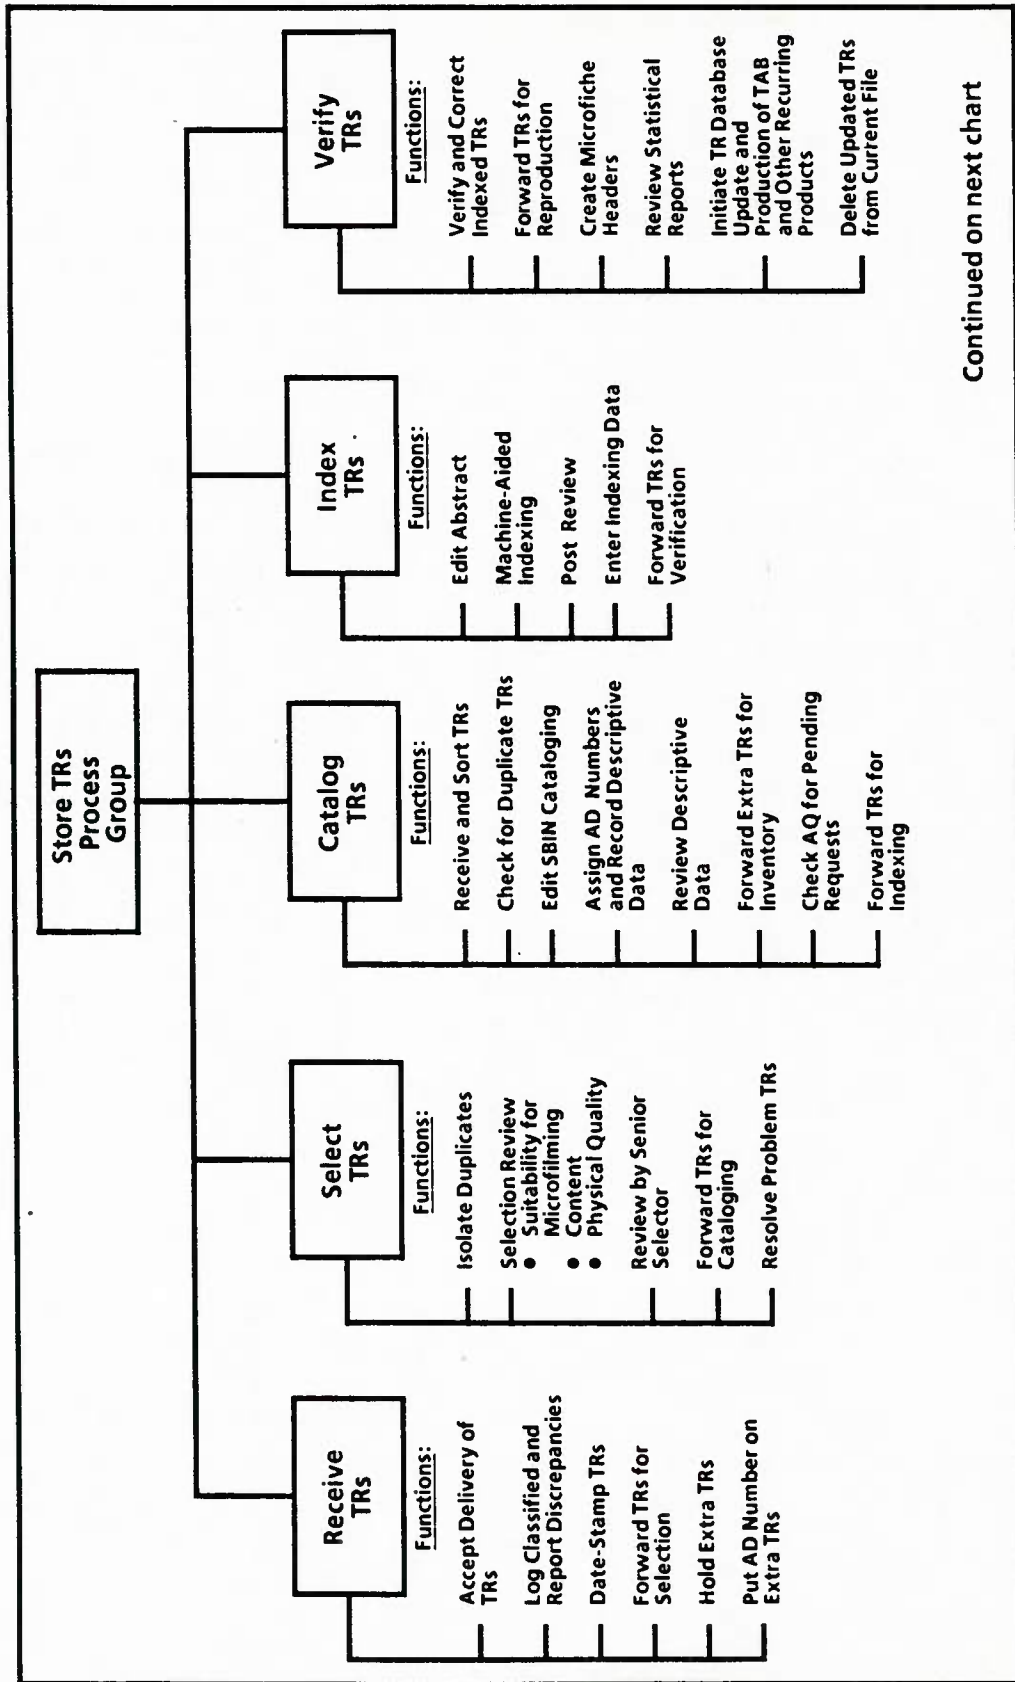 Store TRs
Process
Group
Receive
TRs
Functions:
Accept Delivery of
TRs
Log Classified and
Report Discrepancies
Date-Stamp TRs
Forward TRs for
Selection
Hold Extra TRs
Put AD Number on
Extra TRs
Select
TRs
Functions:
Isolate Duplicates
Selection Review
● Suitability for
Microfilming
● Content
● Physical Quality
Review by Senior
Selector
Forward TRs for
Cataloging
Resolve Problem TRs
Catalog
TRs
Functions:
Receive and Sort TRs
Check for Duplicate TRs
Edit SBIN Cataloging
Assign AD Numbers
and Record Descriptive
Data
Review Descriptive
Data
Forward Extra TRs for
Inventory
Check AQ for Pending
Requests
Forward TRs for
Indexing
Index
TRs
Functions:
Edit Abstract
Machine-Aided
Indexing
Post Review
Enter Indexing Data
Forward TRs for
Verification
Verify
TRs
Functions:
Verify and Correct
Indexed TRs
Forward TRs for
Reproduction
Create Microfiche
Headers
Review Statistical
Reports
Initiate TR Database
Update and
Production of TAB
and Other Recurring
Products
Delete Updated TRs
from Current File
Continued on next chart